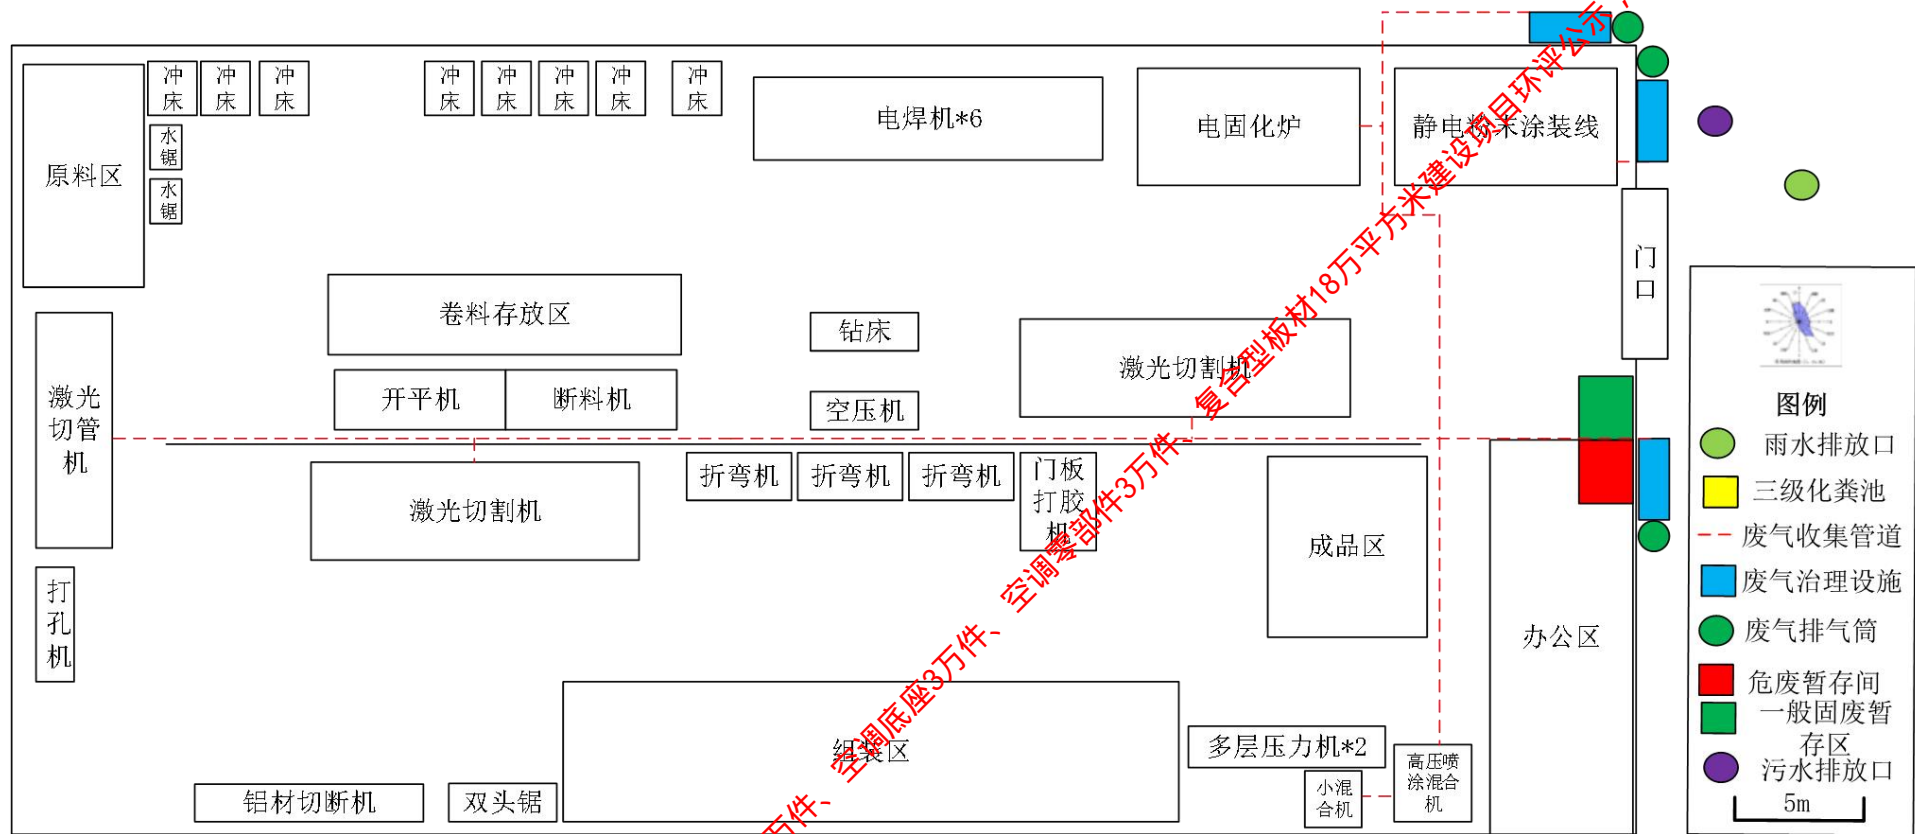 冲床
冲床
冲床
冲床
冲床
冲床
冲床
冲床
电焊机*6
电固化炉
静电粉末涂装线
原料区
水锯
水锯
门口
卷料存放区
钻床
激光切割机
开平机
断料机
空压机
激光
切管
机
激光切割机
折弯机
折弯机
折弯机
门板
打胶
机
成品区
打
孔
机
办公区
组装区
多层压力机*2
高压喷
涂混合
机
小混
合机
铝材切断机
双头锯
万件、空调底座3万件、空调零部件3万件、复合型板材18万平方米建设项目环评公示，
图例
雨水排放口
三级化粪池
废气收集管道
废气治理设施
废气排气筒
危废暂存间
一般固废暂
存区
污水排放口
5m